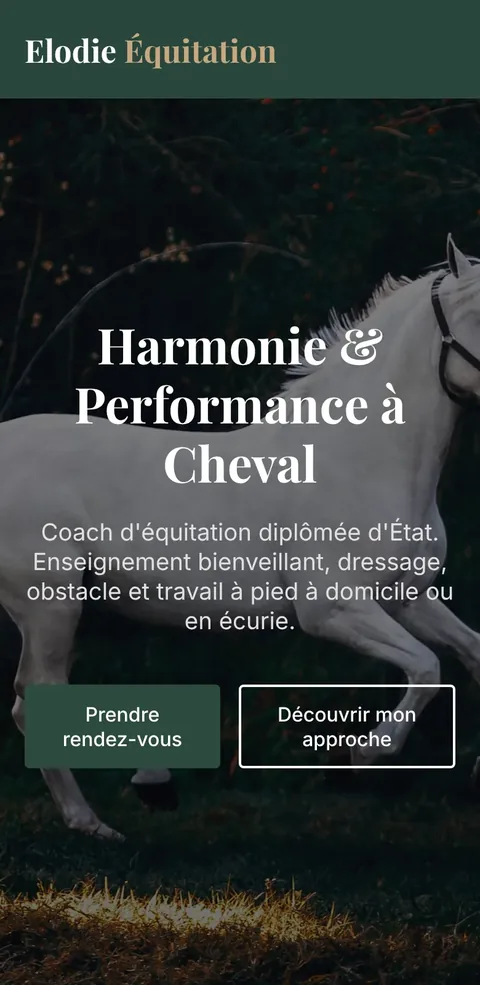 Elodie Équitation
Harmonie &
Performance à
Cheval
Coach d'équitation diplômée d'État.
Enseignement bienveillant, dressage,
obstacle et travail à pied à domicile ou
en écurie.
Prendre
rendez-vous
Découvrir mon
approche